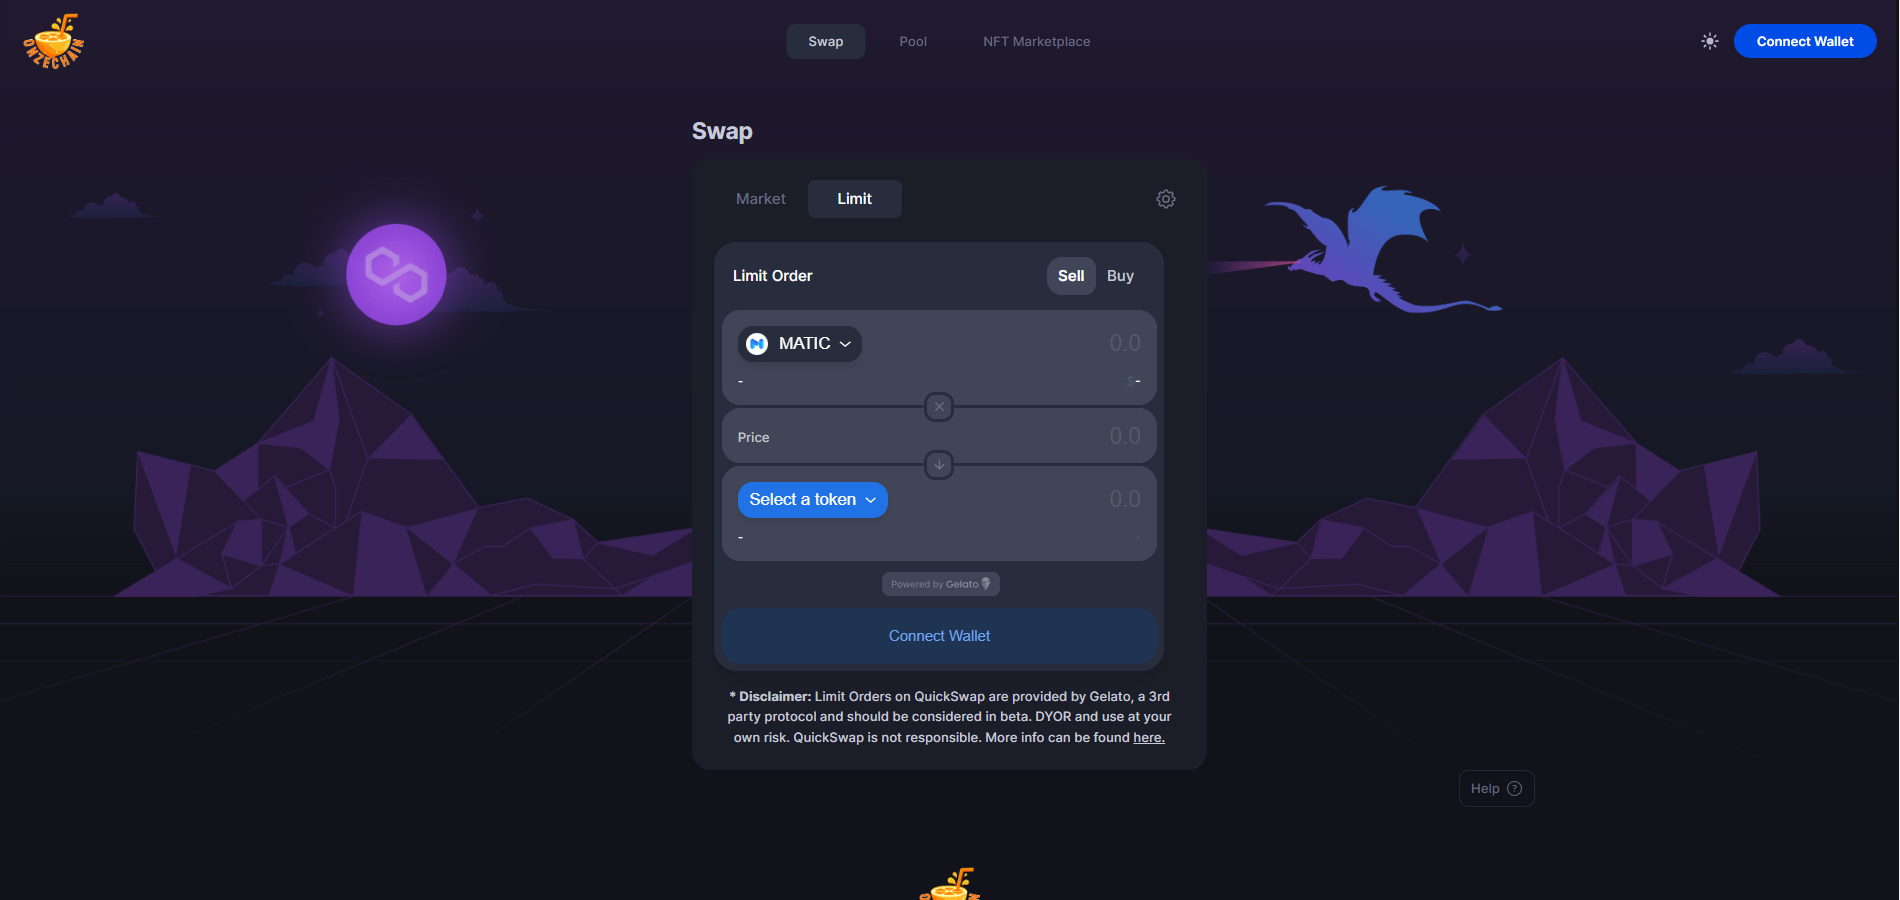 ONZECHAIN
Swap
Pool
NFT Marketplace
Connect Wallet
Swap
Market
Limit
Limit Order
Sell
Buy
MATIC
0.0
-
$-
Price
0.0
Select a token
0.0
-
-
Powered by Gelato
Connect Wallet
* Disclaimer: Limit Orders on QuickSwap are provided by Gelato, a 3rd
party protocol and should be considered in beta. DYOR and use at your
own risk. QuickSwap is not responsible. More info can be found here.
Help ?